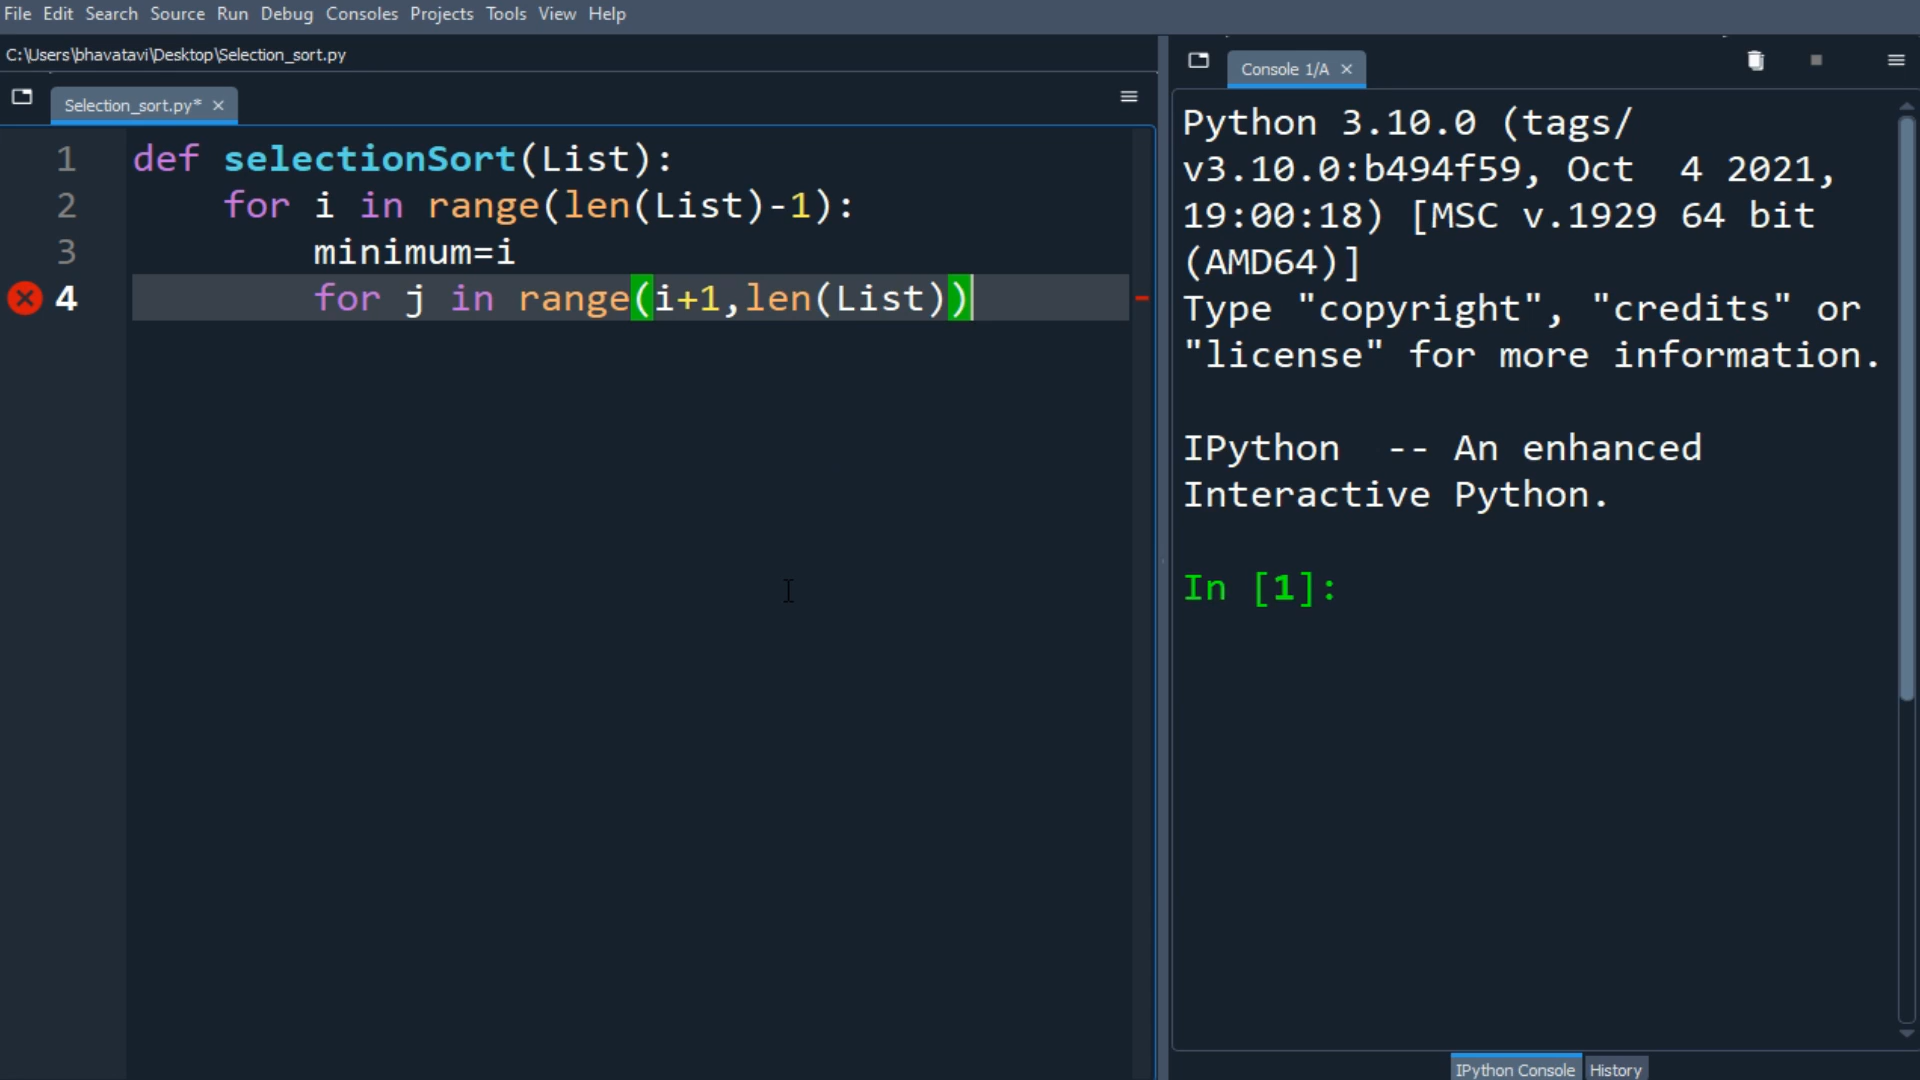 File Edit Search Source Run Debug Consoles Projects Tools View Help
C:\Users\bhavatavi\Desktop\Selection_sort.py
Selection_sort.py*
1 def selectionSort(List):
2     for i in range(len(List)-1):
3         minimum=i
4         for j in range(i+1,len(List))
Console 1/A
Python 3.10.0 (tags/
v3.10.0:b494f59, Oct  4 2021,
19:00:18) [MSC v.1929 64 bit
(AMD64)]
Type "copyright", "credits" or
"license" for more information.
IPython  -- An enhanced
Interactive Python.
In [1]:
IPython Console History